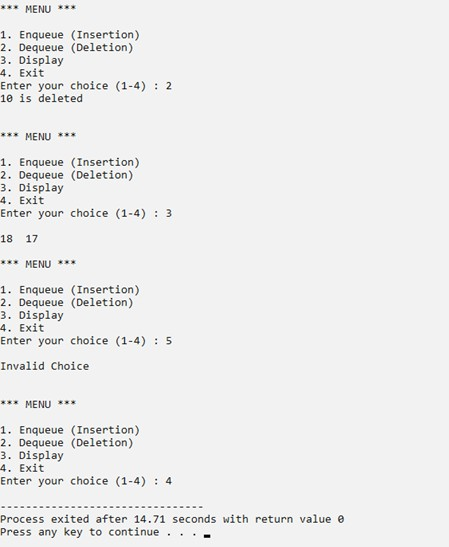 *** MENU ***
1. Enqueue (Insertion)
2. Dequeue (Deletion)
3. Display
4. Exit
Enter your choice (1-4) : 2
10 is deleted
*** MENU ***
1. Enqueue (Insertion)
2. Dequeue (Deletion)
3. Display
4. Exit
Enter your choice (1-4) : 3
18  17
*** MENU ***
1. Enqueue (Insertion)
2. Dequeue (Deletion)
3. Display
4. Exit
Enter your choice (1-4) : 5
Invalid Choice
*** MENU ***
1. Enqueue (Insertion)
2. Dequeue (Deletion)
3. Display
4. Exit
Enter your choice (1-4) : 4
--------------------------------
Process exited after 14.71 seconds with return value 0
Press any key to continue . . .